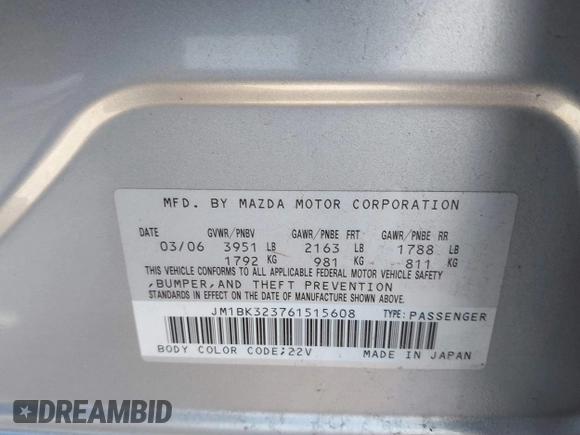 MFD. BY MAZDA MOTOR CORPORATION
DATE GVWR/PNBV GAWR/PNBE FRT GAWR/PNBE RR
03/06 3951 LB 2163 LB 1788 LB
1792 KG 981 KG 811 KG
THIS VEHICLE CONFORMS TO ALL APPLICABLE FEDERAL MOTOR VEHICLE SAFETY
,BUMPER,AND THEFT PREVENTION
STANDARDS IN EFFECT ON THE DATE OF MANUFACTURE SHOWN ABOVE.
JM1BK323761515608 TYPE:PASSENGER
BODY COLOR CODE;22V MADE IN JAPAN
DREAMBID